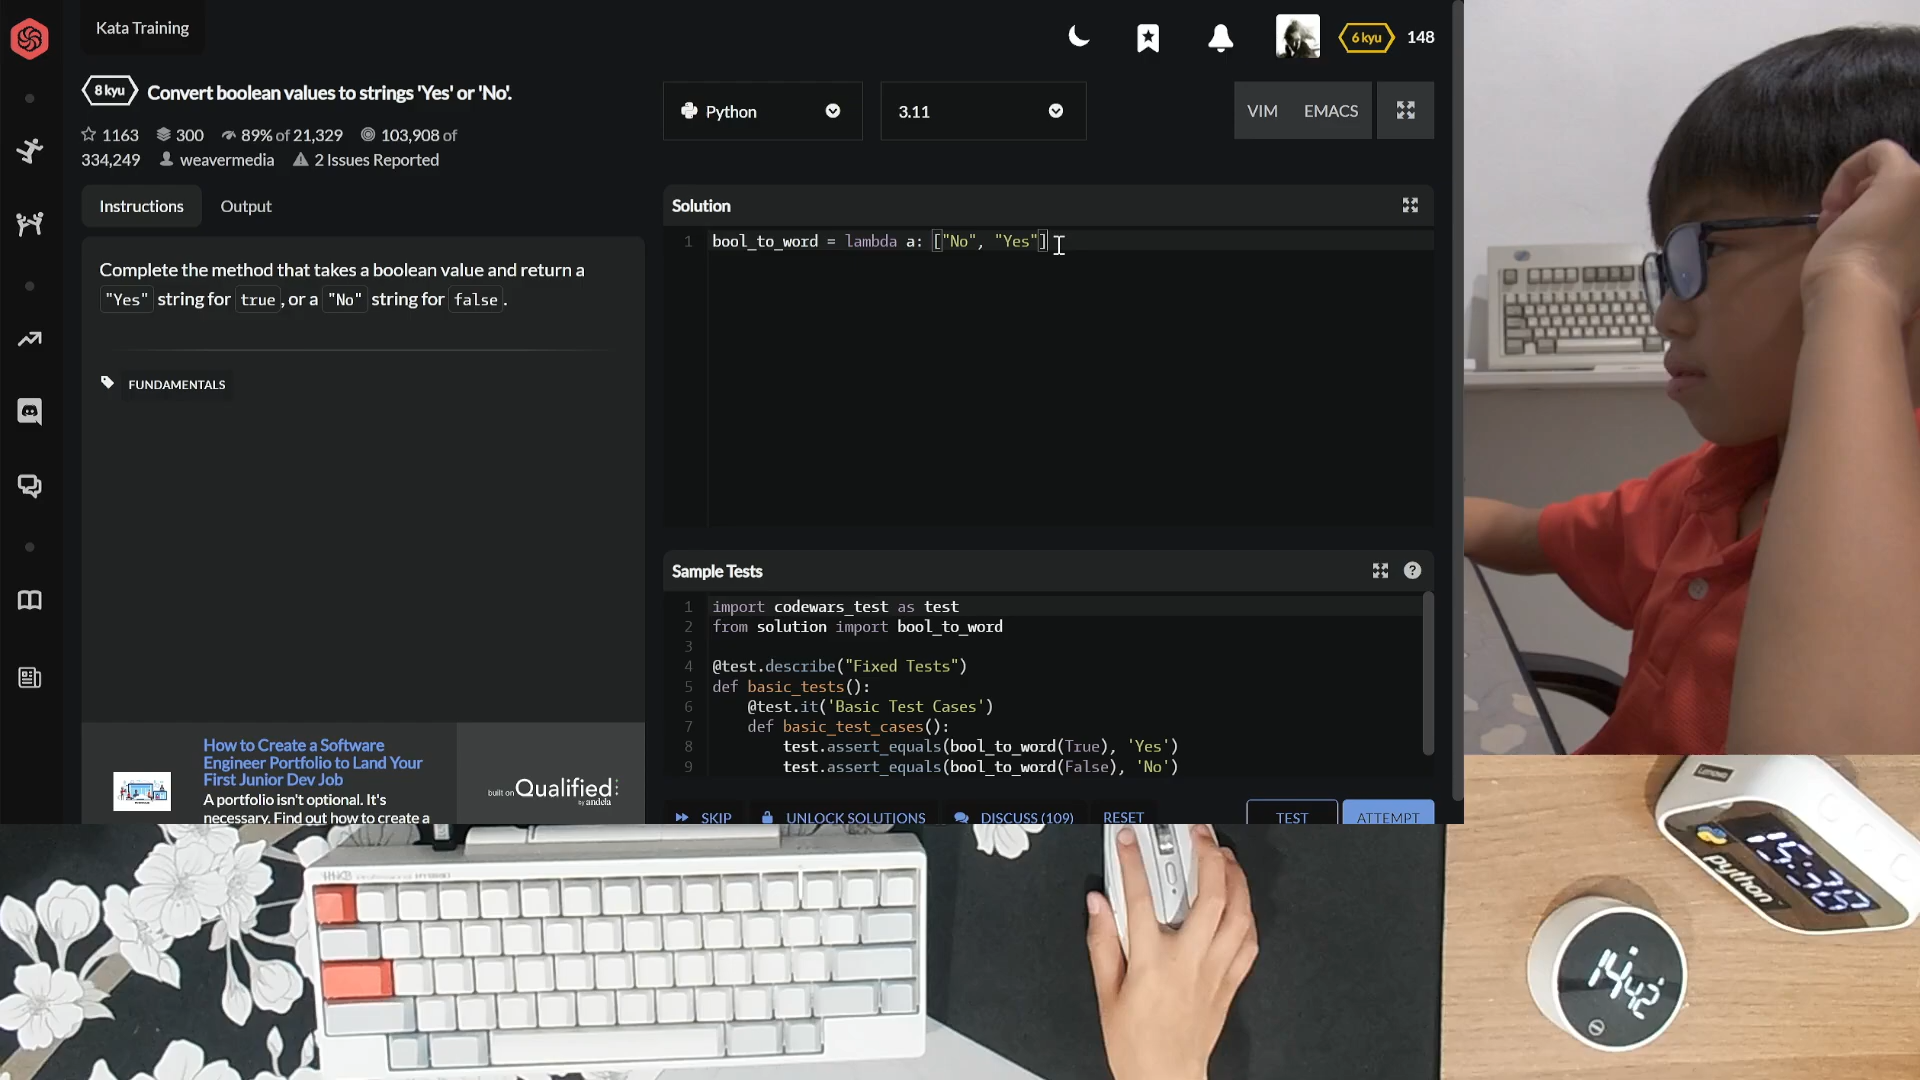 Kata Training
6 kyu
148
8 kyu
Convert boolean values to strings 'Yes' or 'No'.
1163
300
89% of 21,329
103,908 of
334,249
weavermedia
2 Issues Reported
Instructions
Output
Complete the method that takes a boolean value and return a
"Yes" string for true, or a "No" string for false.
FUNDAMENTALS
How to Create a Software
Engineer Portfolio to Land Your
First Junior Dev Job
A portfolio isn't optional. It's
necessary. Find out how to create a
built on Qualified
by andela
Python
3.11
VIM
EMACS
Solution
1 bool_to_word = lambda a: ["No", "Yes"]
Sample Tests
?
1 import codewars_test as test
2 from solution import bool_to_word
3
4 @test.describe("Fixed Tests")
5 def basic_tests():
6 @test.it('Basic Test Cases')
7 def basic_test_cases():
8 test.assert_equals(bool_to_word(True), 'Yes')
9 test.assert_equals(bool_to_word(False), 'No')
SKIP
UNLOCK SOLUTIONS
DISCUSS (109)
RESET
TEST
ATTEMPT
Lenovo
python
14:42